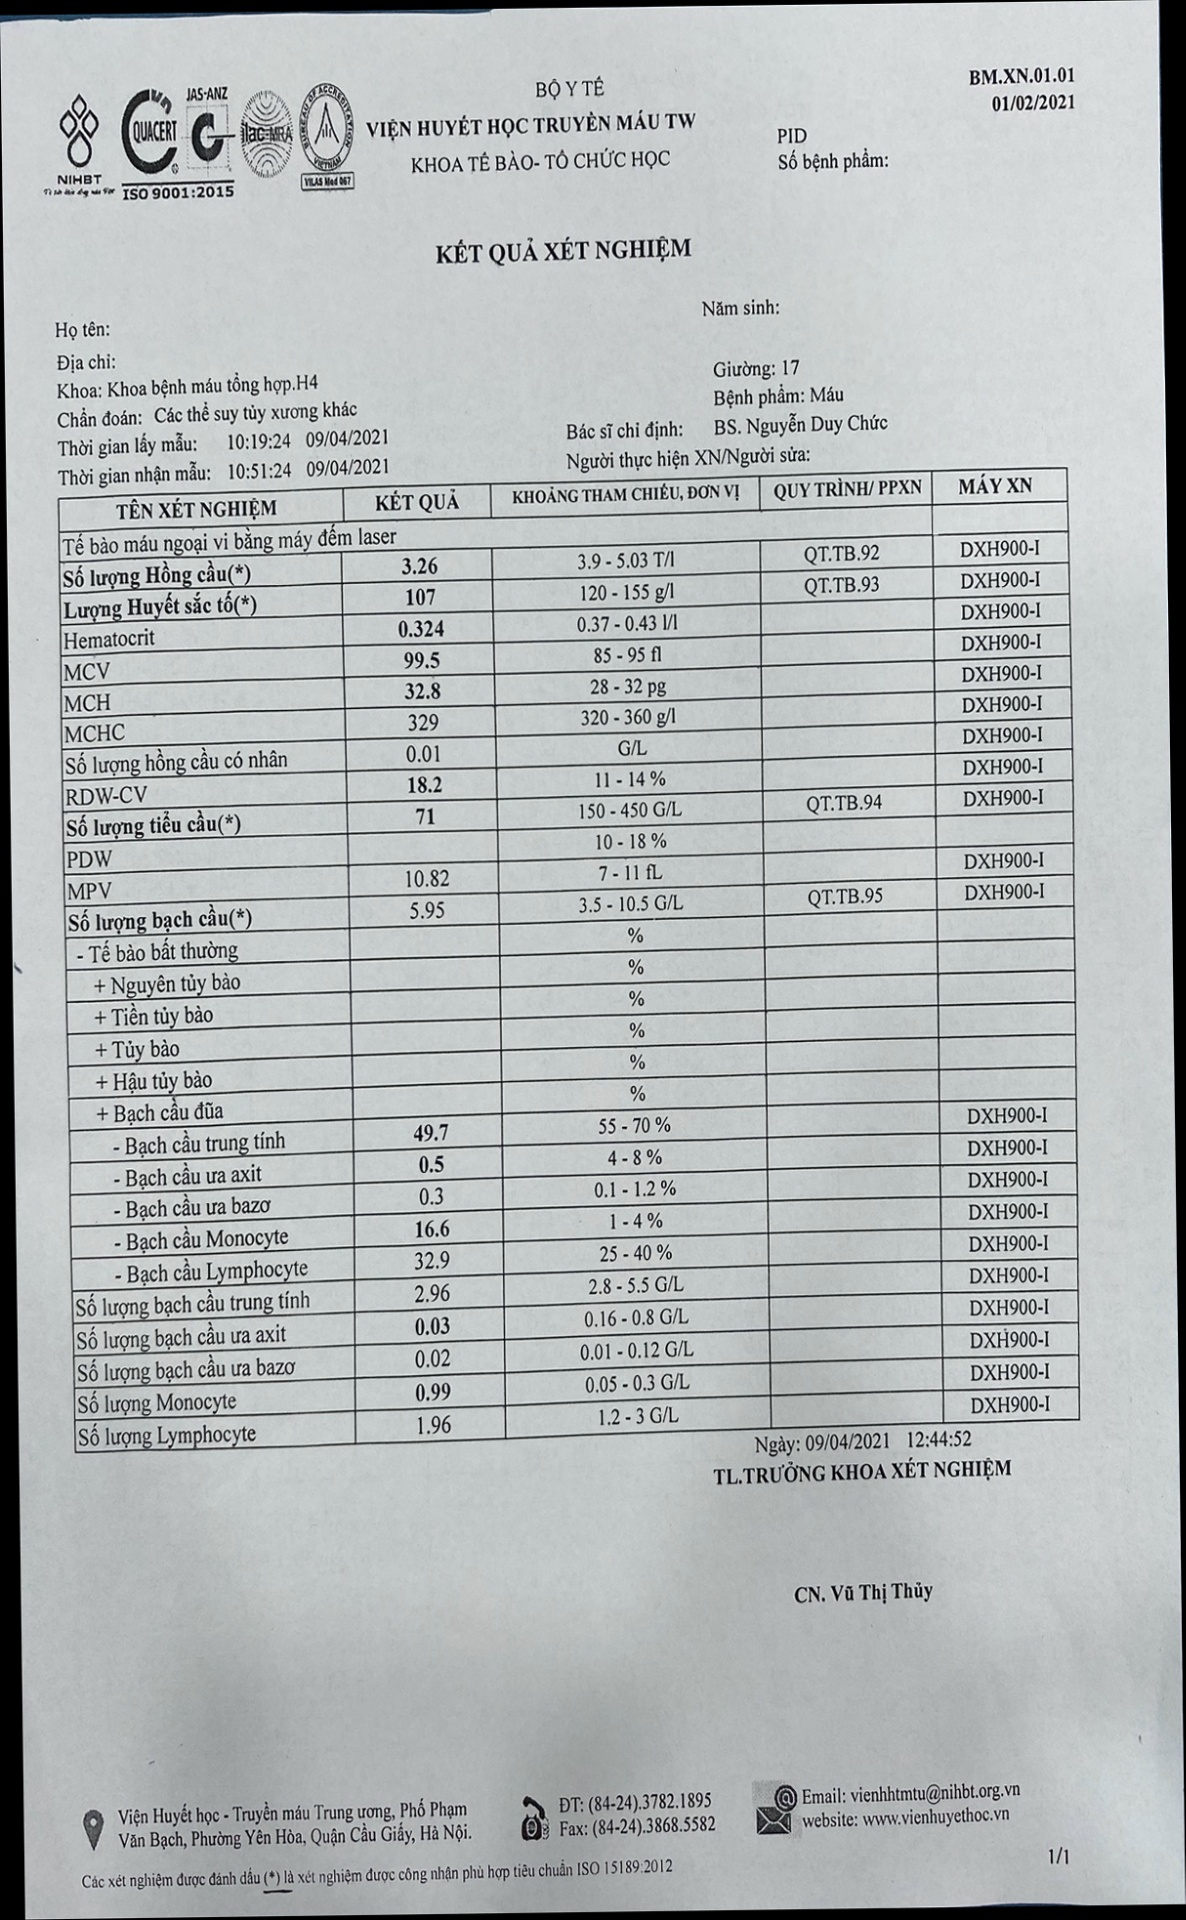 BỘ Y TẾ
VIỆN HUYẾT HỌC TRUYỀN MÁU TW
KHOA TẾ BÀO- TỔ CHỨC HỌC
BM.XN.01.01
01/02/2021
PID
Số bệnh phẩm:
NIHBT
QUACERT
JAS-ANZ
ISO 9001:2015
ilac-MRA
BUREAU OF ACCREDITATION
VIETNAM
VILAS Med 067
KẾT QUẢ XÉT NGHIỆM
Họ tên:
Năm sinh:
Địa chỉ:
Khoa: Khoa bệnh máu tổng hợp.H4
Giường: 17
Chẩn đoán: Các thể suy tủy xương khác
Bệnh phẩm: Máu
Thời gian lấy mẫu: 10:19:24 09/04/2021
Bác sĩ chỉ định: BS. Nguyễn Duy Chức
Thời gian nhận mẫu: 10:51:24 09/04/2021
Người thực hiện XN/Người sửa:
TÊN XÉT NGHIỆM KẾT QUẢ KHOẢNG THAM CHIẾU, ĐƠN VỊ QUY TRÌNH/ PPXN MÁY XN
Tế bào máu ngoại vi bằng máy đếm laser
Số lượng Hồng cầu(*) 3.26 3.9 - 5.03 T/l QT.TB.92 DXH900-I
Lượng Huyết sắc tố(*) 107 120 - 155 g/l QT.TB.93 DXH900-I
Hematocrit 0.324 0.37 - 0.43 l/l DXH900-I
MCV 99.5 85 - 95 fl DXH900-I
MCH 32.8 28 - 32 pg DXH900-I
MCHC 329 320 - 360 g/l DXH900-I
Số lượng hồng cầu có nhân 0.01 G/L DXH900-I
RDW-CV 18.2 11 - 14 % DXH900-I
Số lượng tiểu cầu(*) 71 150 - 450 G/L QT.TB.94 DXH900-I
PDW 10 - 18 %
MPV 10.82 7 - 11 fL DXH900-I
Số lượng bạch cầu(*) 5.95 3.5 - 10.5 G/L QT.TB.95 DXH900-I
- Tế bào bất thường %
+ Nguyên tủy bào %
+ Tiền tủy bào %
+ Tủy bào %
+ Hậu tủy bào %
+ Bạch cầu đũa %
- Bạch cầu trung tính 49.7 55 - 70 % DXH900-I
- Bạch cầu ưa axit 0.5 4 - 8 % DXH900-I
- Bạch cầu ưa bazơ 0.3 0.1 - 1.2 % DXH900-I
- Bạch cầu Monocyte 16.6 1 - 4 % DXH900-I
- Bạch cầu Lymphocyte 32.9 25 - 40 % DXH900-I
Số lượng bạch cầu trung tính 2.96 2.8 - 5.5 G/L DXH900-I
Số lượng bạch cầu ưa axit 0.03 0.16 - 0.8 G/L DXH900-I
Số lượng bạch cầu ưa bazơ 0.02 0.01 - 0.12 G/L DXH900-I
Số lượng Monocyte 0.99 0.05 - 0.3 G/L DXH900-I
Số lượng Lymphocyte 1.96 1.2 - 3 G/L DXH900-I
Ngày: 09/04/2021 12:44:52
TL.TRƯỞNG KHOA XÉT NGHIỆM
CN. Vũ Thị Thủy
Viện Huyết học - Truyền máu Trung ương, Phố Phạm
Văn Bạch, Phường Yên Hòa, Quận Cầu Giấy, Hà Nội.
ĐT: (84-24).3782.1895
Fax: (84-24).3868.5582
Email: vienhhtmtu@nihbt.org.vn
website: www.vienhuyethoc.vn
1/1
Các xét nghiệm được đánh dấu (*) là xét nghiệm được công nhận phù hợp tiêu chuẩn ISO 15189:2012